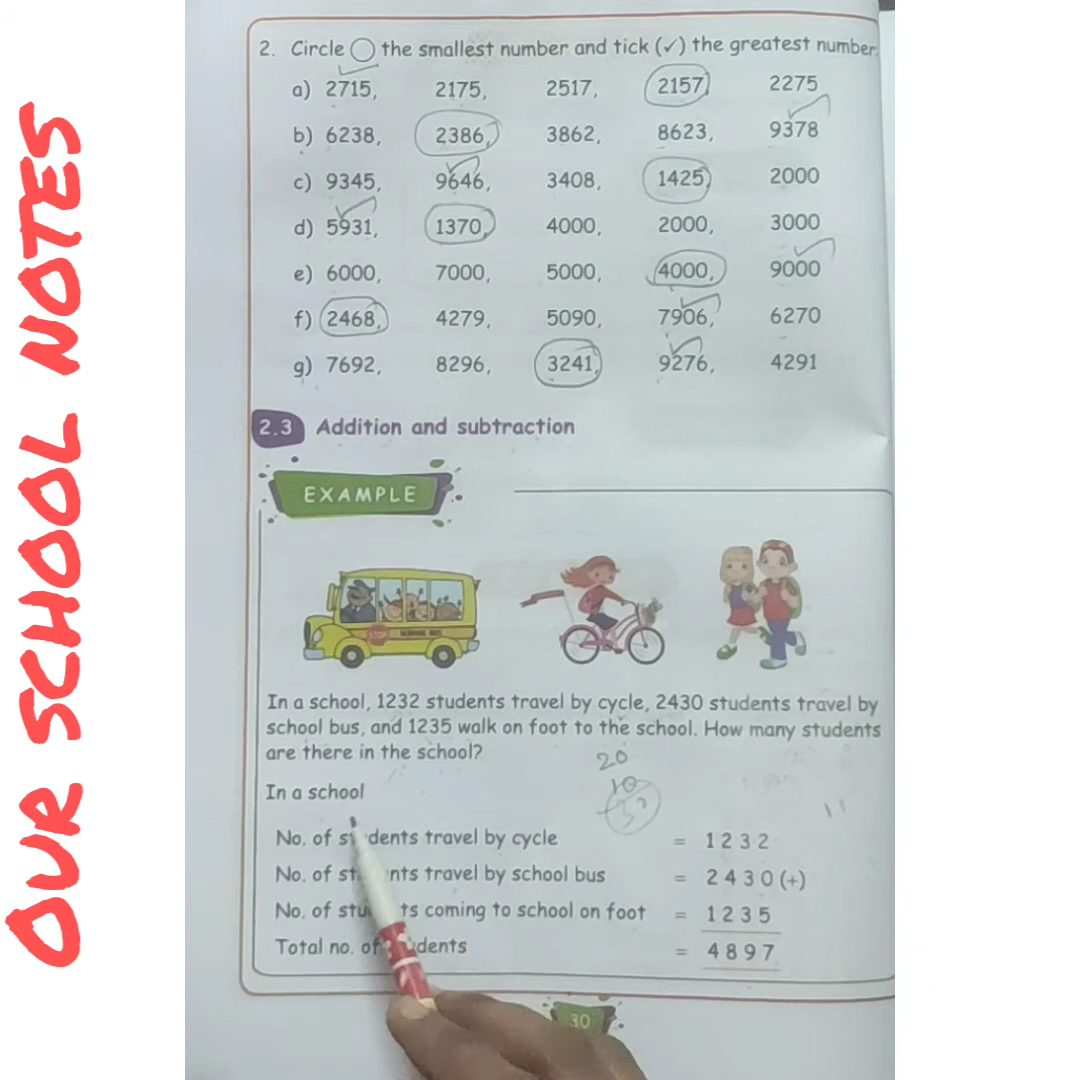 OUR SCHOOL NOTES
2. Circle ◯ the smallest number and tick (✓) the greatest number.
a) 2715, 2175, 2517, 2157, 2275
b) 6238, 2386, 3862, 8623, 9378
c) 9345, 9646, 3408, 1425, 2000
d) 5931, 1370, 4000, 2000, 3000
e) 6000, 7000, 5000, 4000, 9000
f) 2468, 4279, 5090, 7906, 6270
g) 7692, 8296, 3241, 9276, 4291
2.3 Addition and subtraction
EXAMPLE
STOP SCHOOL BUS
In a school, 1232 students travel by cycle, 2430 students travel by
school bus, and 1235 walk on foot to the school. How many students
are there in the school?
20
10
In a school
No. of students travel by cycle = 1232
No. of students travel by school bus = 2430(+)
No. of students coming to school on foot = 1235
Total no. of students = 4897
30